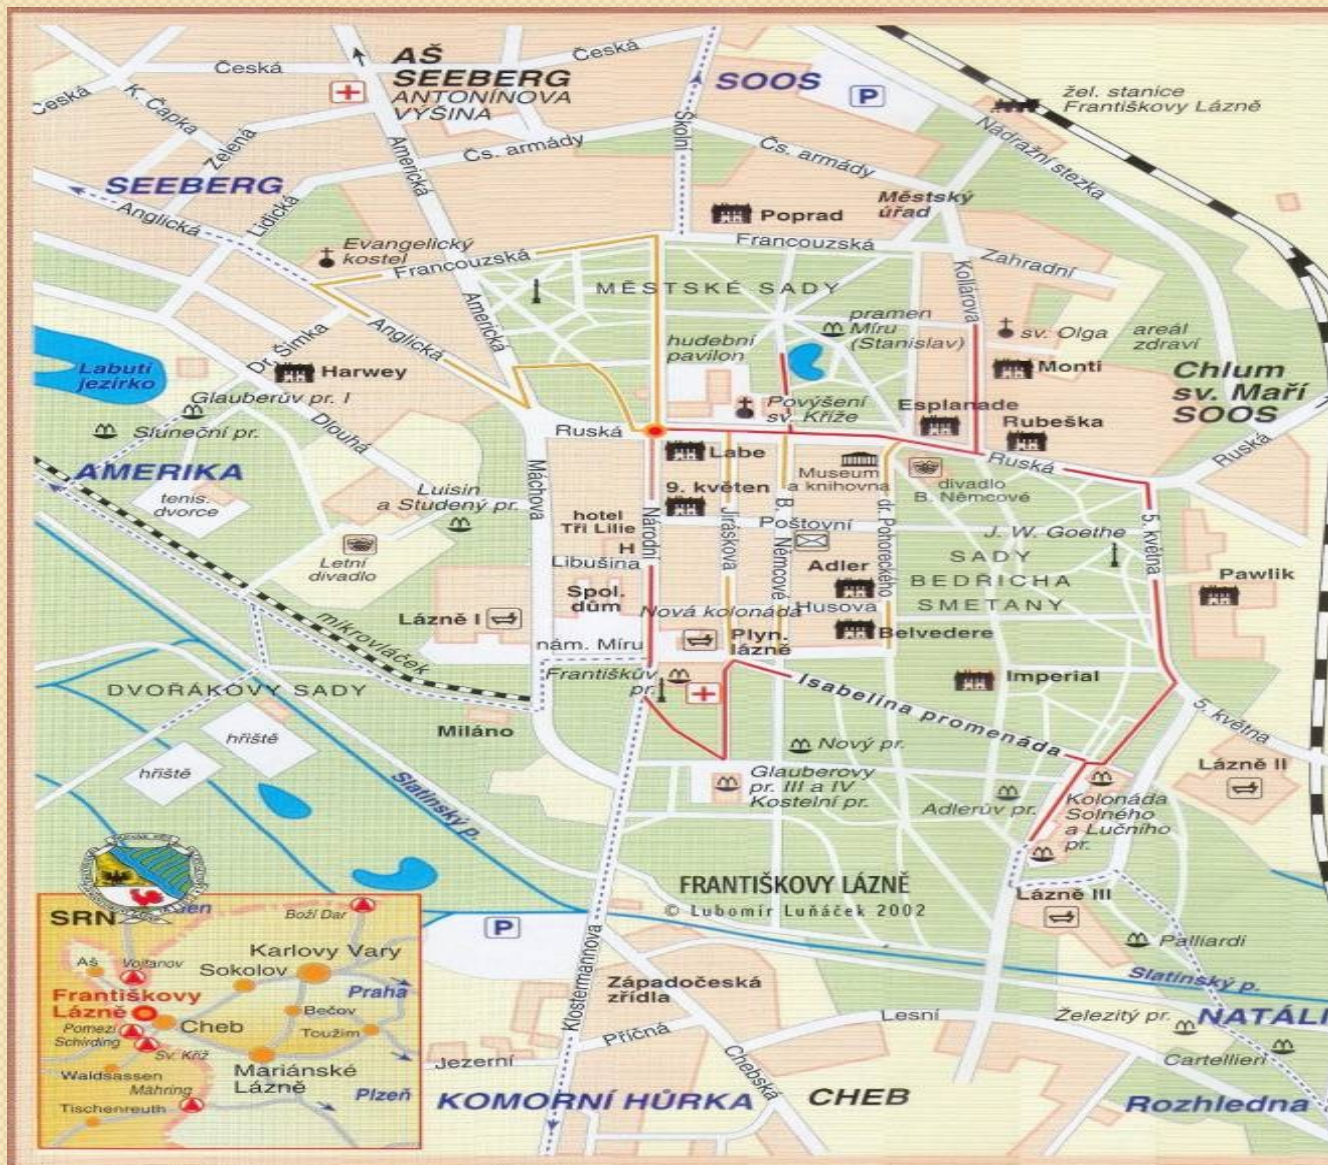 AŠ
SEEBERG
ANTONÍNOVA
VÝŠINA
Česká
Česká
Česká
K. Čapka
Zelená
SOOS
P
žel. stanice
Františkovy Lázně
Nádražní stezka
Školní
Americká
Čs. armády
Čs. armády
SEEBERG
Anglická
Lidická
Městský
úřad
Poprad
Evangelický
kostel
Francouzská
Francouzská
Zahradní
Kollárova
MĚSTSKÉ SADY
Americká
Anglická
Dr. Šimka
pramen
Míru
(Stanislav)
hudební
pavilon
sv. Olga
areál
zdraví
Monti
Chlum
sv. Maří
SOOS
Labutí
jezírko
Harwey
Glauberův pr. I
Sluneční pr.
Dlouhá
Povýšení
sv. Kříže
Esplanade
Rubeška
Ruská
Ruská
Ruská
Labe
Museum
a knihovna
divadlo
B. Němcové
AMERIKA
tenis.
dvorce
Luisin
a Studený pr.
Máchova
9. květen
hotel
Tři Lilie
H
Národní
Jiráskova
B. Němcové
Poštovní
dr. Pohoreckého
J. W. Goethe
5. května
Letní
divadlo
Libušina
Adler
SADY
BEDŘICHA
SMETANY
Pawlik
Spol.
dům
Nová kolonáda
Husova
Lázně I
mikrovláček
nám. Míru
Plyn.
lázně
Belvedere
Františkův
pr.
Isabelina promenáda
Imperial
DVOŘÁKOVY SADY
Miláno
hřiště
hřiště
Nový pr.
5. května
Lázně II
Slatinský p.
Glauberovy
pr. III a IV
Kostelní pr.
Adlerův pr.
Kolonáda
Solného
a Lučního
pr.
FRANTIŠKOVY LÁZNĚ
© Lubomír Luňáček 2002
Lázně III
P
Klostermannova
Palliardi
Slatinský p.
Západočeská
zřídla
Příčná
Lesní
Železitý pr.
NATÁLI
Cartellieri
Jezerní
Chebská
KOMORNÍ HŮRKA
CHEB
Rozhledna
SRN
Boží Dar
Karlovy Vary
Aš
Vojtanov
Sokolov
Praha
Františkovy
Lázně
Cheb
Bečov
Toužim
Pomezí
Schirding
Sv. Kříž
Mariánské
Lázně
Waldsassen
Mähring
Plzeň
Tischenreuth